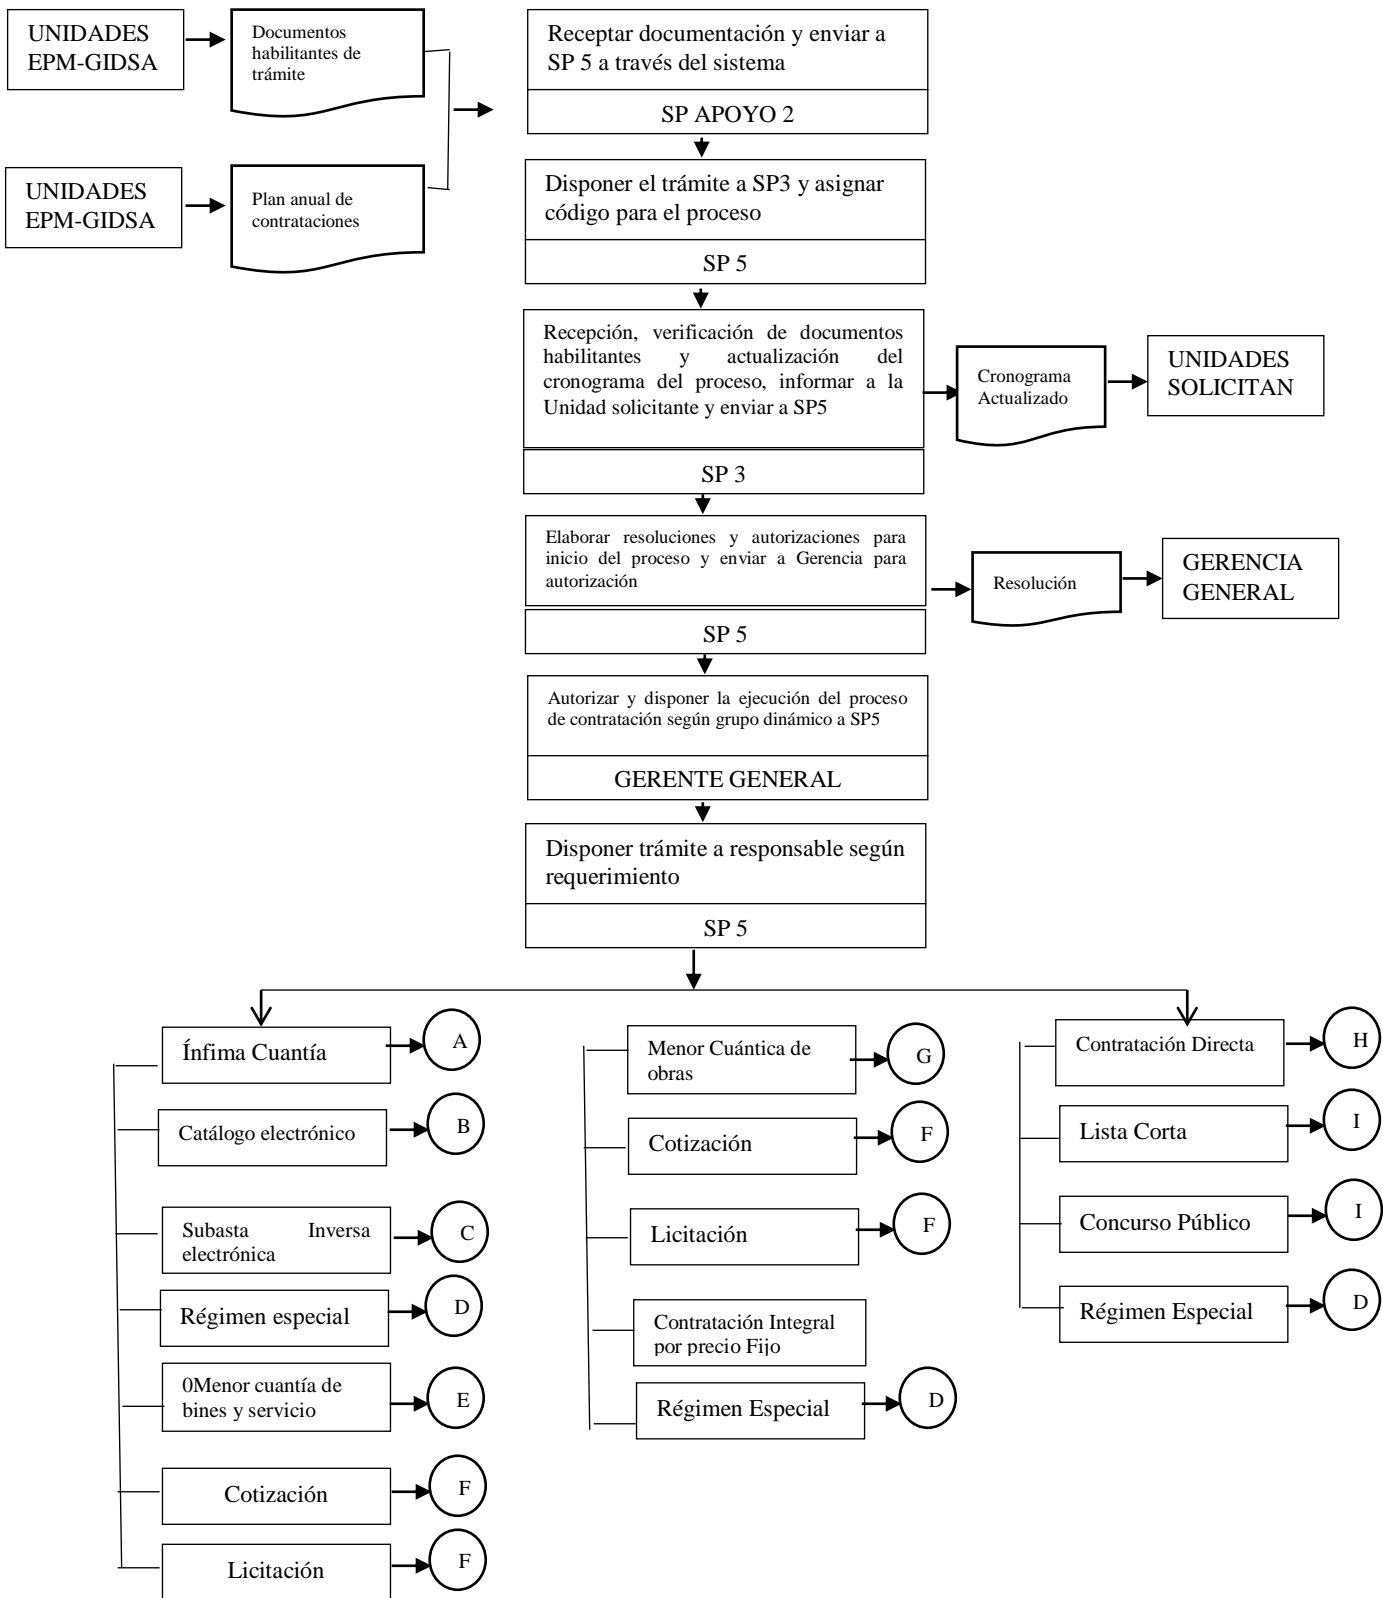 UNIDADES
EPM-GIDSA
Documentos
habilitantes de
trámite
Receptar documentación y enviar a
SP 5 a través del sistema
SP APOYO 2
UNIDADES
EPM-GIDSA
Plan anual de
contrataciones
Disponer el trámite a SP3 y asignar
código para el proceso
SP 5
Recepción, verificación de documentos
habilitantes y actualización del
cronograma del proceso, informar a la
Unidad solicitante y enviar a SP5
SP 3
Cronograma
Actualizado
UNIDADES
SOLICITAN
Elaborar resoluciones y autorizaciones para
inicio del proceso y enviar a Gerencia para
autorización
SP 5
Resolución
GERENCIA
GENERAL
Autorizar y disponer la ejecución del proceso
de contratación según grupo dinámico a SP5
GERENTE GENERAL
Disponer trámite a responsable según
requerimiento
SP 5
Ínfima Cuantía
A
Catálogo electrónico
B
Subasta Inversa
electrónica
C
Régimen especial
D
0Menor cuantía de
bines y servicio
E
Cotización
F
Licitación
F
Menor Cuántica de
obras
G
Cotización
F
Licitación
F
Contratación Integral
por precio Fijo
Régimen Especial
D
Contratación Directa
H
Lista Corta
I
Concurso Público
I
Régimen Especial
D